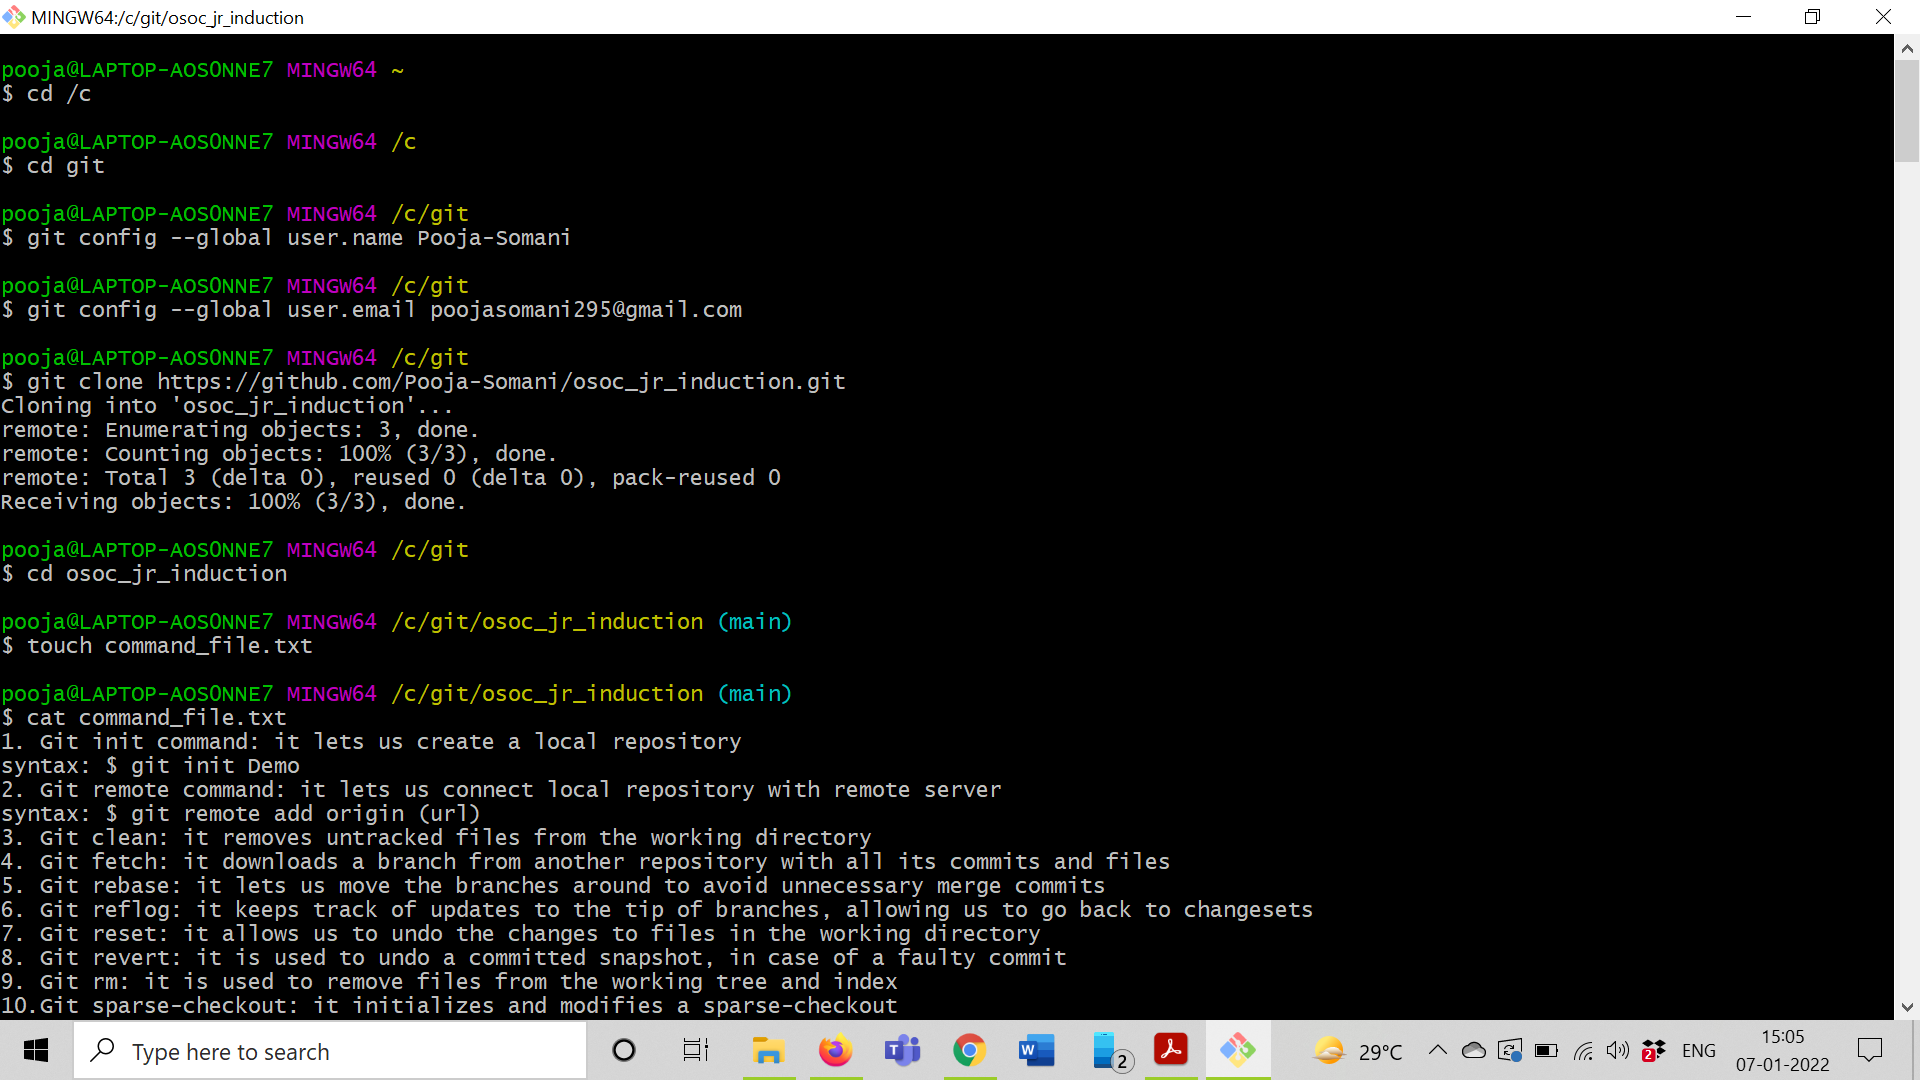 MINGW64:/c/git/osoc_jr_induction
pooja@LAPTOP-AOS0NNE7 MINGW64 ~
$ cd /c
pooja@LAPTOP-AOS0NNE7 MINGW64 /c
$ cd git
pooja@LAPTOP-AOS0NNE7 MINGW64 /c/git
$ git config --global user.name Pooja-Somani
pooja@LAPTOP-AOS0NNE7 MINGW64 /c/git
$ git config --global user.email poojasomani295@gmail.com
pooja@LAPTOP-AOS0NNE7 MINGW64 /c/git
$ git clone https://github.com/Pooja-Somani/osoc_jr_induction.git
Cloning into 'osoc_jr_induction'...
remote: Enumerating objects: 3, done.
remote: Counting objects: 100% (3/3), done.
remote: Total 3 (delta 0), reused 0 (delta 0), pack-reused 0
Receiving objects: 100% (3/3), done.
pooja@LAPTOP-AOS0NNE7 MINGW64 /c/git
$ cd osoc_jr_induction
pooja@LAPTOP-AOS0NNE7 MINGW64 /c/git/osoc_jr_induction (main)
$ touch command_file.txt
pooja@LAPTOP-AOS0NNE7 MINGW64 /c/git/osoc_jr_induction (main)
$ cat command_file.txt
1. Git init command: it lets us create a local repository
syntax: $ git init Demo
2. Git remote command: it lets us connect local repository with remote server
syntax: $ git remote add origin (url)
3. Git clean: it removes untracked files from the working directory
4. Git fetch: it downloads a branch from another repository with all its commits and files
5. Git rebase: it lets us move the branches around to avoid unnecessary merge commits
6. Git reflog: it keeps track of updates to the tip of branches, allowing us to go back to changesets
7. Git reset: it allows us to undo the changes to files in the working directory
8. Git revert: it is used to undo a committed snapshot, in case of a faulty commit
9. Git rm: it is used to remove files from the working tree and index
10.Git sparse-checkout: it initializes and modifies a sparse-checkout
Type here to search
2
29°C
2
ENG
15:05
07-01-2022